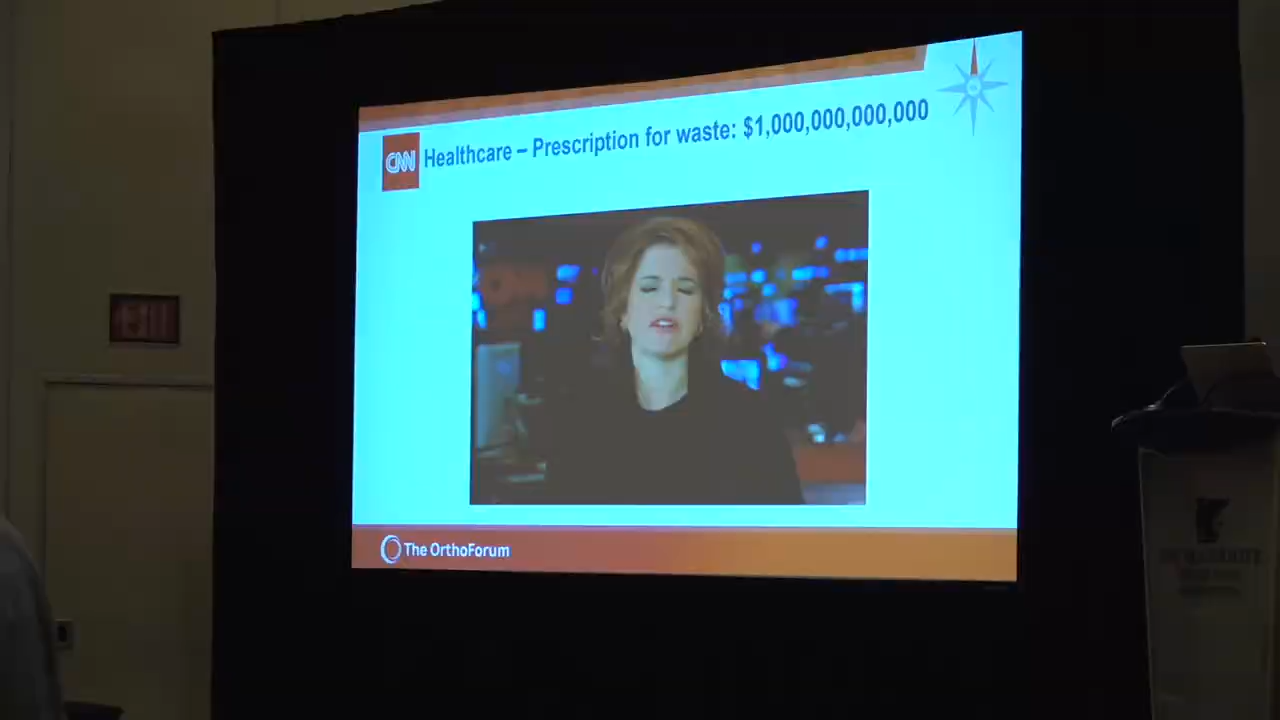 CNN
Healthcare – Prescription for waste: $1,000,000,000,000
The OrthoForum